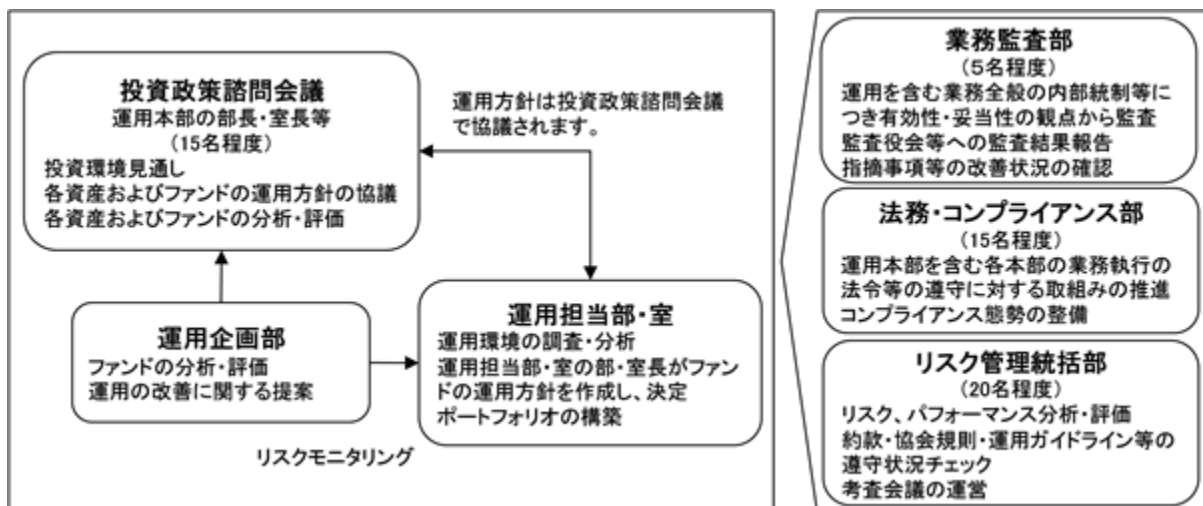 投資政策諮問会議
運用本部の部長・室長等
(15名程度)
投資環境見通し
各資産およびファンドの運用方針の協議
各資産およびファンドの分析・評価
運用方針は投資政策諮問会議
で協議されます。
運用企画部
ファンドの分析・評価
運用の改善に関する提案
運用担当部・室
運用環境の調査・分析
運用担当部・室の部・室長がファン
ドの運用方針を作成し、決定
ポートフォリオの構築
リスクモニタリング
業務監査部
(5名程度)
運用を含む業務全般の内部統制等に
つき有効性・妥当性の観点から監査
監査役会等への監査結果報告
指摘事項等の改善状況の確認
法務・コンプライアンス部
(15名程度)
運用本部を含む各本部の業務執行の
法令等の遵守に対する取組みの推進
コンプライアンス態勢の整備
リスク管理統括部
(20名程度)
リスク、パフォーマンス分析・評価
約款・協会規則・運用ガイドライン等の
遵守状況チェック
考査会議の運営